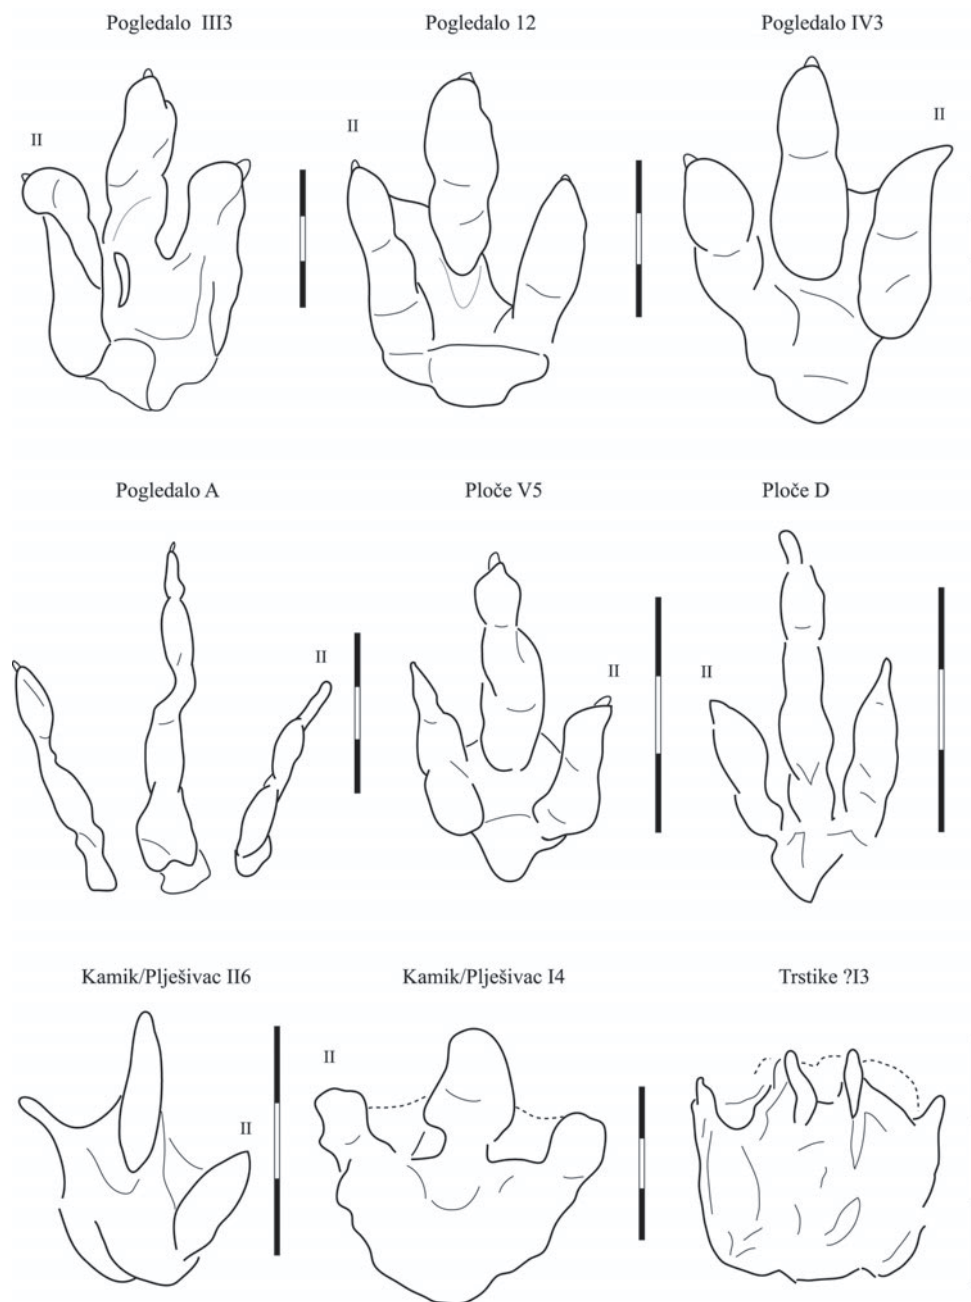 Pogledalo III3
Pogledalo 12
Pogledalo IV3
II
II
II
Pogledalo A
Ploče V5
Ploče D
II
II
II
Kamik/Plješivac II6
Kamik/Plješivac I4
Trstike ?I3
II
II